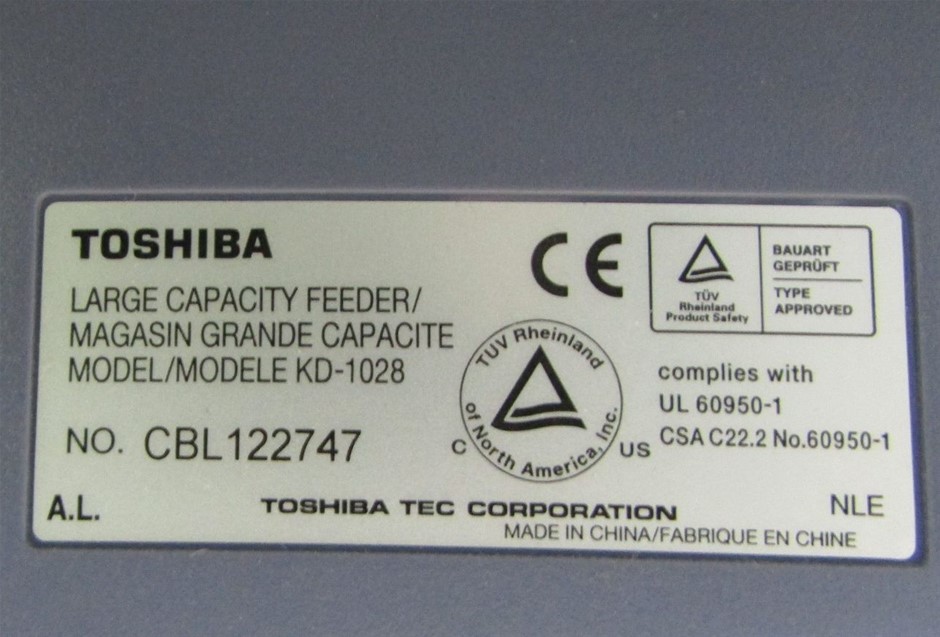 TOSHIBA
LARGE CAPACITY FEEDER/
MAGASIN GRANDE CAPACITE
MODEL/MODELE KD-1028
NO. CBL122747
A.L.
CE
TÜV
Rheinland
Product Safety
BAUART
GEPRÜFT
TYPE
APPROVED
TUV Rheinland
of North America, Inc.
C US
complies with
UL 60950-1
CSA C22.2 No.60950-1
NLE
TOSHIBA TEC CORPORATION
MADE IN CHINA/FABRIQUE EN CHINE